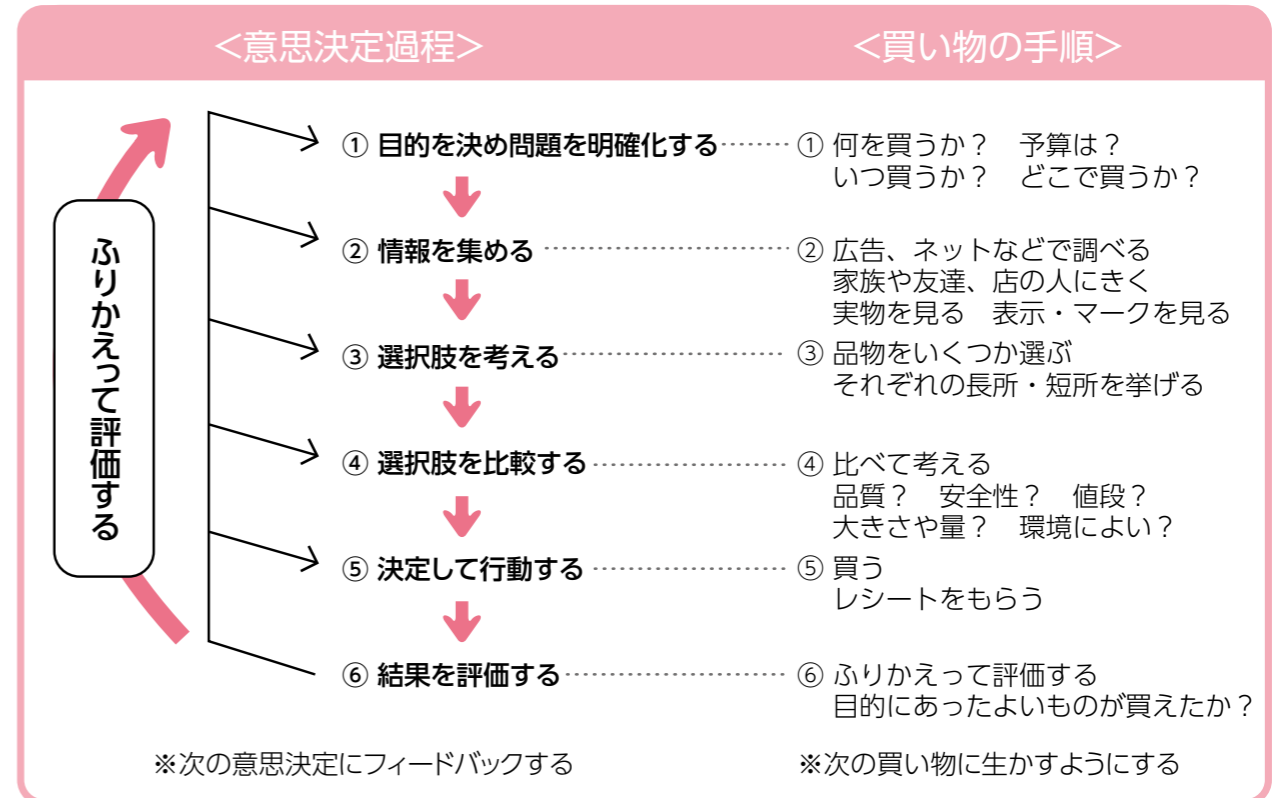 <意思決定過程>
<買い物の手順>
ふりかえって評価する
① 目的を決め問題を明確化する
① 何を買うか？　予算は？
いつ買うか？　どこで買うか？
② 情報を集める
② 広告、ネットなどで調べる
家族や友達、店の人にきく
実物を見る　表示・マークを見る
③ 選択肢を考える
③ 品物をいくつか選ぶ
それぞれの長所・短所を挙げる
④ 選択肢を比較する
④ 比べて考える
品質？　安全性？　値段？
大きさや量？　環境によい？
⑤ 決定して行動する
⑤ 買う
レシートをもらう
⑥ 結果を評価する
⑥ ふりかえって評価する
目的にあったよいものが買えたか？
※次の意思決定にフィードバックする
※次の買い物に生かすようにする